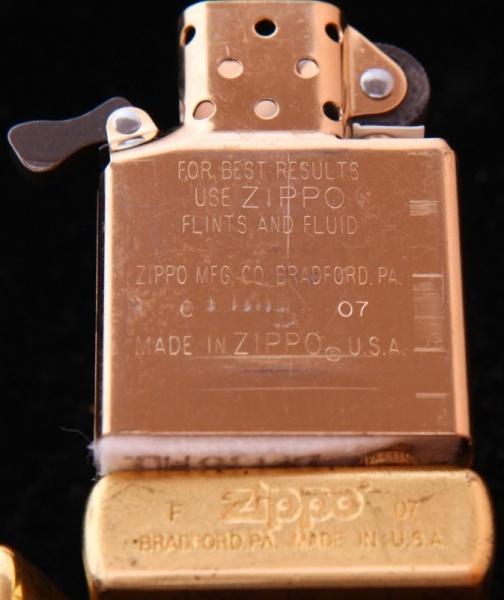 FOR BEST RESULTS
USE ZIPPO
FLINTS AND FLUID
ZIPPO MFG. CO. BRADFORD, PA.
C 07
MADE IN ZIPPO © U.S.A.
F Zippo 07
BRADFORD, PA. MADE IN U.S.A.